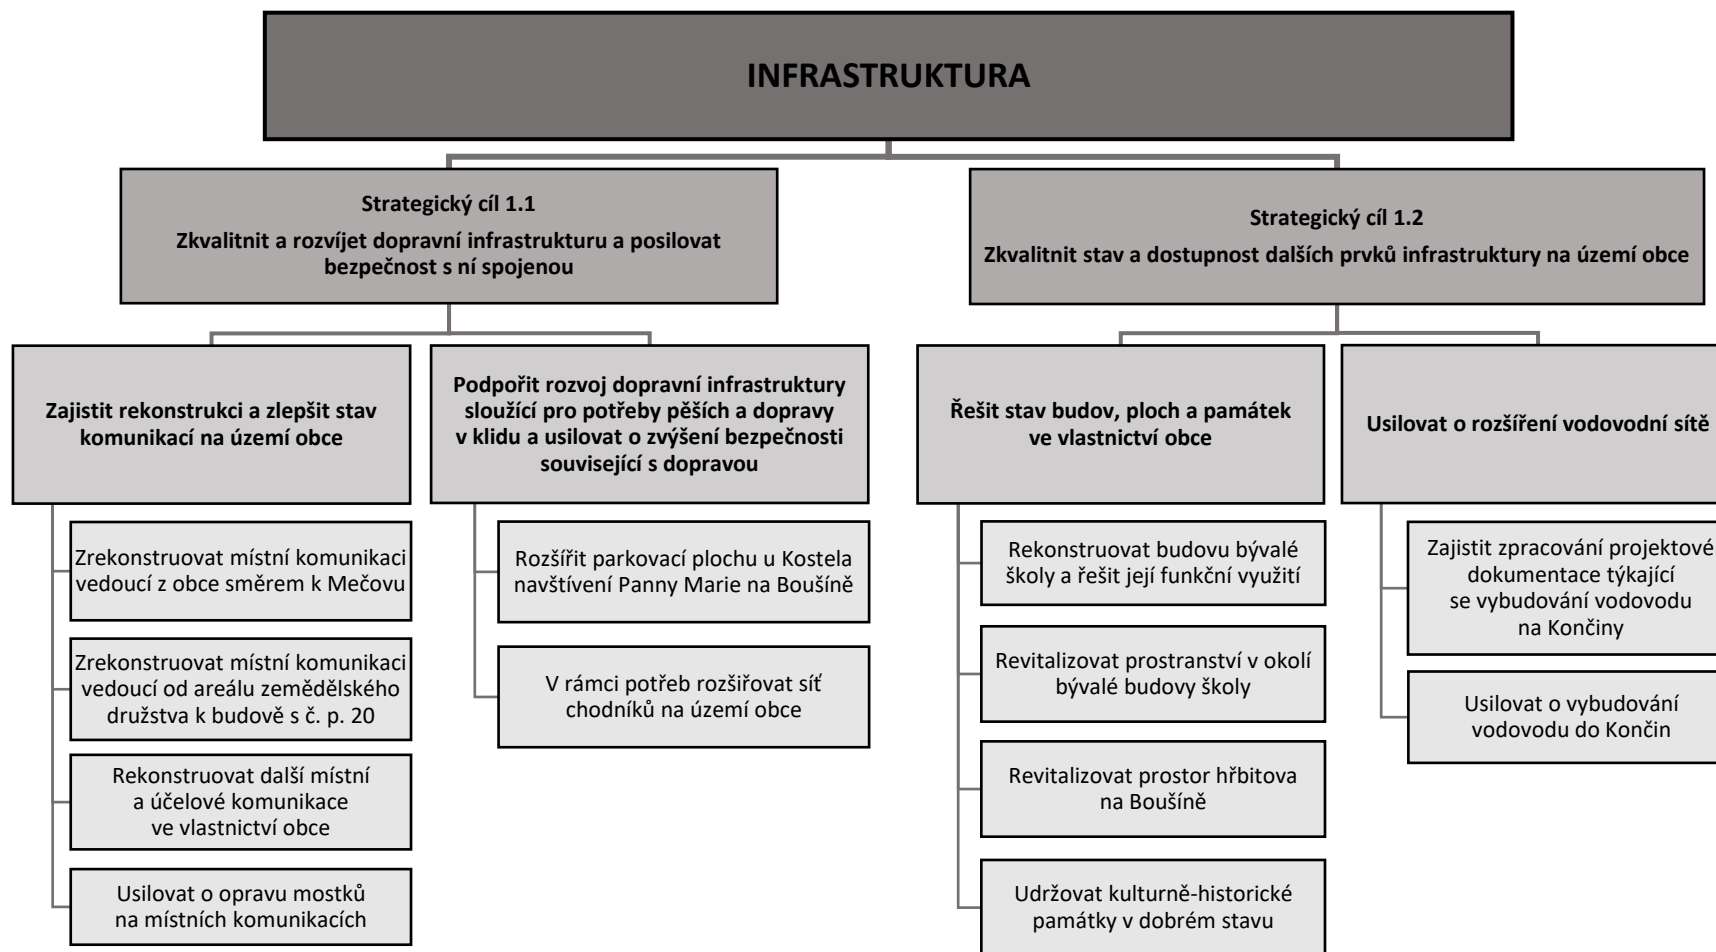 INFRASTRUKTURA
Strategický cíl 1.1
Zkvalitnit a rozvíjet dopravní infrastrukturu a posilovat
bezpečnost s ní spojenou
Strategický cíl 1.2
Zkvalitnit stav a dostupnost dalších prvků infrastruktury na území obce
Zajistit rekonstrukci a zlepšit stav
komunikací na území obce
Zrekonstruovat místní komunikaci
vedoucí z obce směrem k Mečovu
Zrekonstruovat místní komunikaci
vedoucí od areálu zemědělského
družstva k budově s č. p. 20
Rekonstruovat další místní
a účelové komunikace
ve vlastnictví obce
Usilovat o opravu mostků
na místních komunikacích
Podpořit rozvoj dopravní infrastruktury
sloužící pro potřeby pěších a dopravy
v klidu a usilovat o zvýšení bezpečnosti
související s dopravou
Rozšířit parkovací plochu u Kostela
navštívení Panny Marie na Boušíně
V rámci potřeb rozšiřovat síť
chodníků na území obce
Řešit stav budov, ploch a památek
ve vlastnictví obce
Rekonstruovat budovu bývalé
školy a řešit její funkční využití
Revitalizovat prostranství v okolí
bývalé budovy školy
Revitalizovat prostor hřbitova
na Boušíně
Udržovat kulturně-historické
památky v dobrém stavu
Usilovat o rozšíření vodovodní sítě
Zajistit zpracování projektové
dokumentace týkající
se vybudování vodovodu
na Končiny
Usilovat o vybudování
vodovodu do Končin